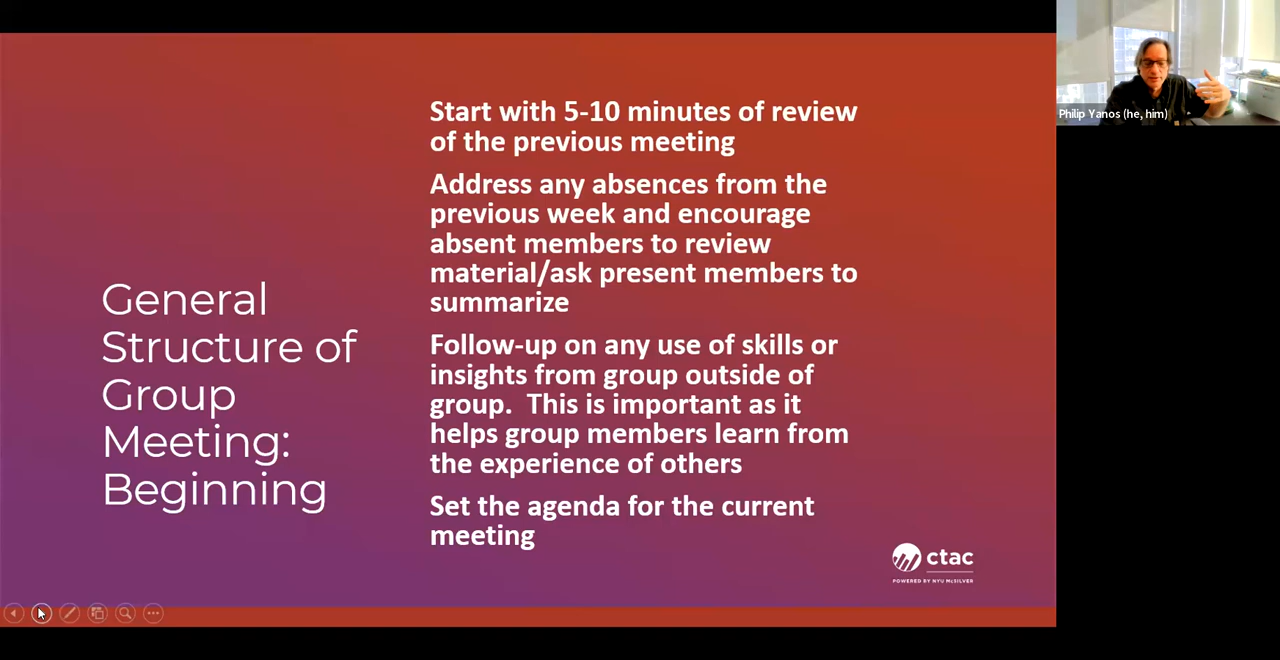 General
Structure of
Group
Meeting:
Beginning
Start with 5-10 minutes of review
of the previous meeting
Address any absences from the
previous week and encourage
absent members to review
material/ask present members to
summarize
Follow-up on any use of skills or
insights from group outside of
group.  This is important as it
helps group members learn from
the experience of others
Set the agenda for the current
meeting
ctac
POWERED BY NYU McSILVER
Philip Yanos (he, him)